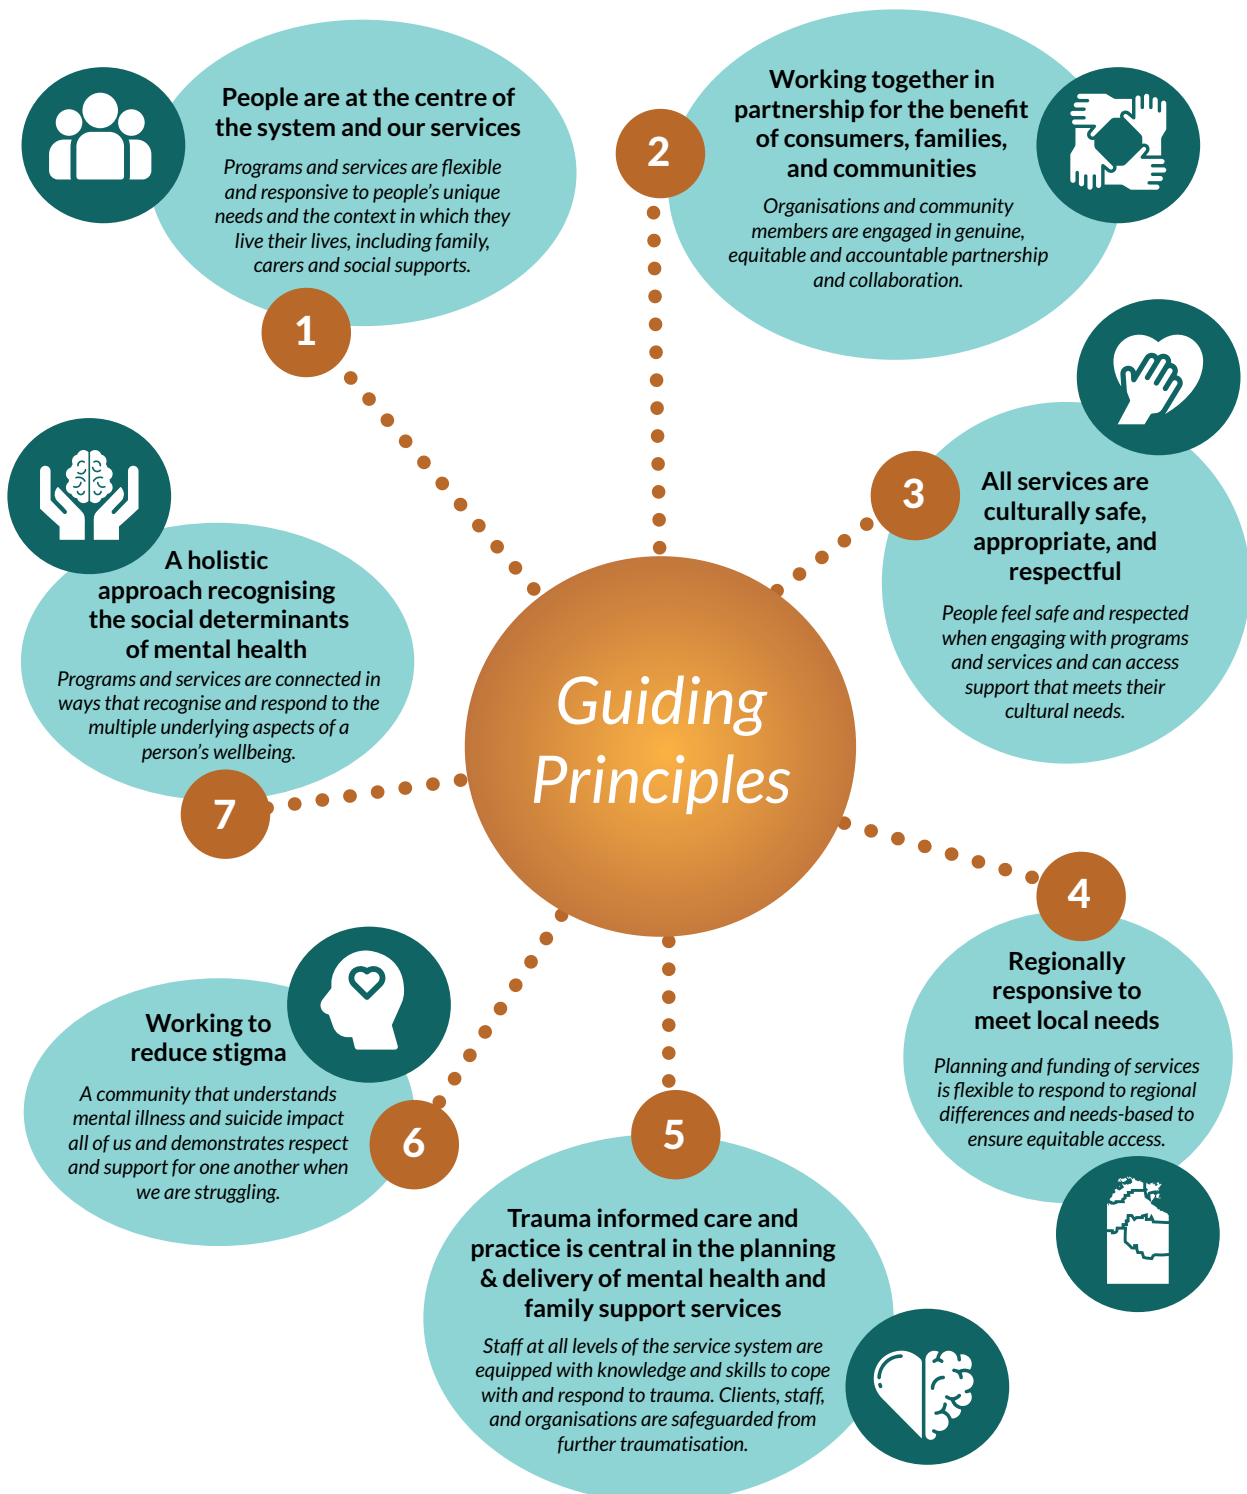 People are at the centre of
the system and our services
Programs and services are flexible
and responsive to people’s unique
needs and the context in which they
live their lives, including family,
carers and social supports.
1
Working together in
partnership for the benefit
of consumers, families,
and communities
Organisations and community
members are engaged in genuine,
equitable and accountable partnership
and collaboration.
2
All services are
culturally safe,
appropriate, and
respectful
People feel safe and respected
when engaging with programs
and services and can access
support that meets their
cultural needs.
3
Guiding
Principles
4
Regionally
responsive to
meet local needs
Planning and funding of services
is flexible to respond to regional
differences and needs-based to
ensure equitable access.
5
Trauma informed care and
practice is central in the planning
& delivery of mental health and
family support services
Staff at all levels of the service system are
equipped with knowledge and skills to cope
with and respond to trauma. Clients, staff,
and organisations are safeguarded from
further traumatisation.
6
Working to
reduce stigma
A community that understands
mental illness and suicide impact
all of us and demonstrates respect
and support for one another when
we are struggling.
A holistic
approach recognising
the social determinants
of mental health
Programs and services are connected in
ways that recognise and respond to the
multiple underlying aspects of a
person’s wellbeing.
7